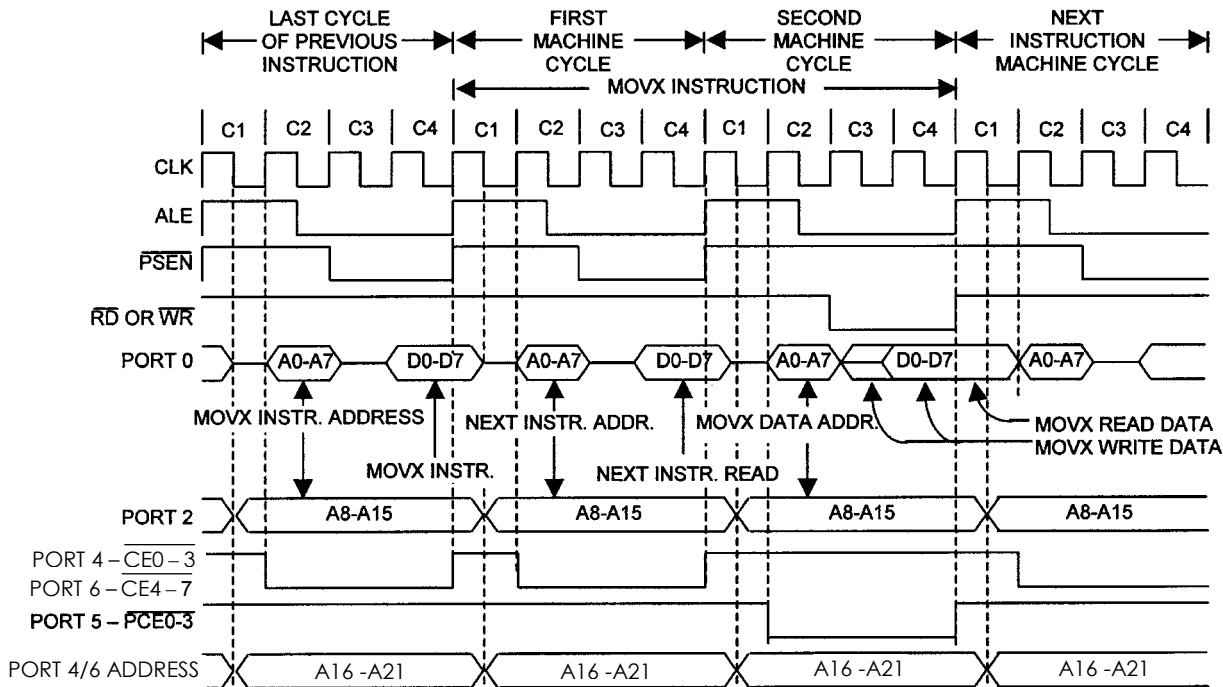 LAST CYCLE
OF PREVIOUS
INSTRUCTION
FIRST
MACHINE
CYCLE
SECOND
MACHINE
CYCLE
NEXT
INSTRUCTION
MACHINE CYCLE
MOVX INSTRUCTION
C1 C2 C3 C4 C1 C2 C3 C4 C1 C2 C3 C4 C1 C2 C3 C4
CLK
ALE
PSEN
RD OR WR
PORT 0 A0-A7 D0-D7 A0-A7 D0-D7 A0-A7 D0-D7 A0-A7
MOVX INSTR. ADDRESS
NEXT INSTR. ADDR.
MOVX DATA ADDR.
MOVX READ DATA
MOVX WRITE DATA
MOVX INSTR.
NEXT INSTR. READ
PORT 2 A8-A15 A8-A15 A8-A15 A8-A15
PORT 4 – CE0 – 3
PORT 6 – CE4 – 7
PORT 5 – PCE0-3
PORT 4/6 ADDRESS A16 -A21 A16 -A21 A16 -A21 A16 -A21